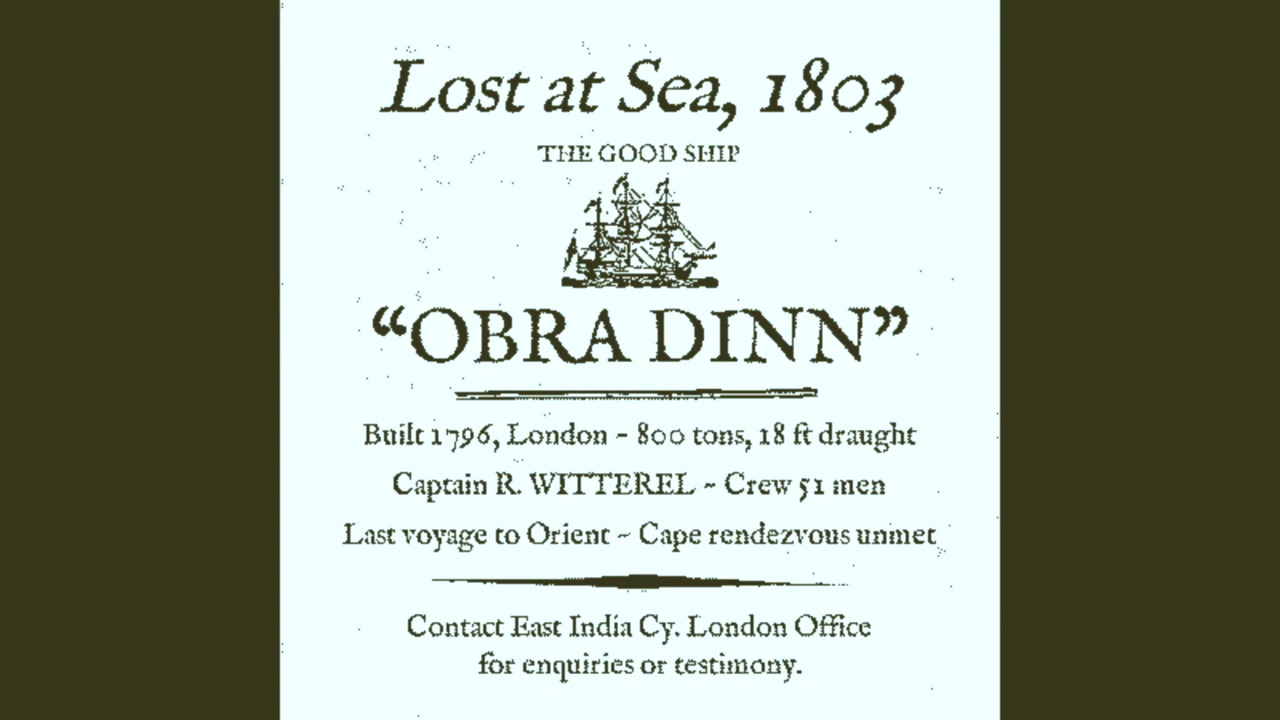 Lost at Sea, 1803
THE GOOD SHIP
“OBRA DINN”
Built 1796, London ~ 800 tons, 18 ft draught
Captain R. WITTEREL ~ Crew 51 men
Last voyage to Orient ~ Cape rendezvous unmet
Contact East India Cy. London Office
for enquiries or testimony.